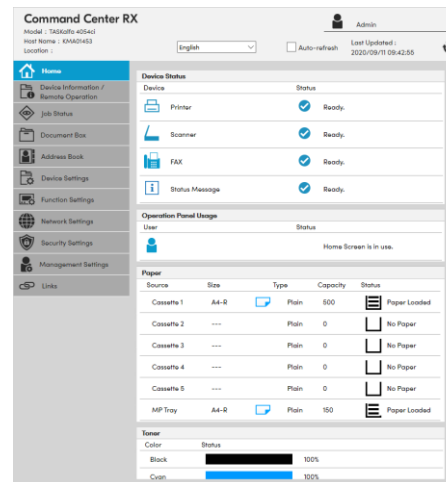 Command Center RX
Model : TASKalfa 4054ci
Host Name : KMA01453
Location :
English
Auto-refresh
Admin
Last Updated :
2020/09/11 09:42:55
Home
Device Information /
Remote Operation
Job Status
Document Box
Address Book
Device Settings
Function Settings
Network Settings
Security Settings
Management Settings
Links
Device Status
Device Status
Printer Ready.
Scanner Ready.
FAX Ready.
Status Message Ready.
Operation Panel Usage
User Status
Home Screen is in use.
Paper
Source Size Type Capacity Status
Cassette 1 A4-R Plain 500 Paper Loaded
Cassette 2 --- Plain 0 No Paper
Cassette 3 --- Plain 0 No Paper
Cassette 4 --- Plain 0 No Paper
Cassette 5 --- Plain 0 No Paper
MP Tray A4-R Plain 150 Paper Loaded
Toner
Color Status
Black 100%
Cyan 100%